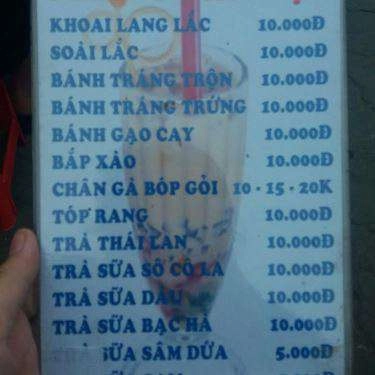 KHOAI LANG LẮC 10.000Đ
SOÀI LẮC 10.000Đ
BÁNH TRÁNG TRỘN 10.000Đ
BÁNH TRÁNG TRỨNG 10.000Đ
BÁNH GẠO CAY 10.000Đ
BẮP XÀO 10.000Đ
CHÂN GÀ BÓP GỎI 10 - 15 - 20K
TÓP RANG 10.000Đ
TRÀ THÁI LAN 10.000Đ
TRÀ SỮA SÔ CÔ LA 10.000Đ
TRÀ SỮA DÂU 10.000Đ
TRÀ SỮA BẠC HÀ 10.000Đ
TRÀ SỮA SÂM DỨA 5.000Đ